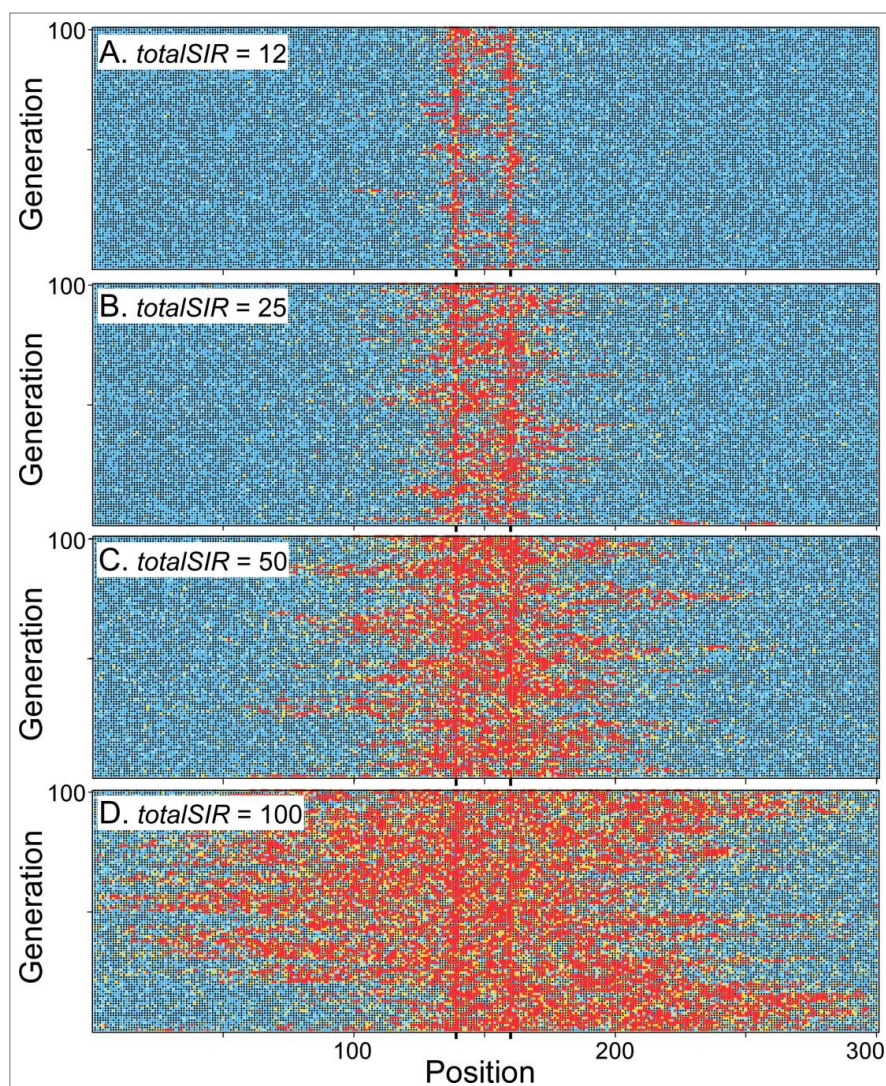 100
A. totalSIR = 12
Generation
100
B. totalSIR = 25
Generation
100
C. totalSIR = 50
Generation
100
D. totalSIR = 100
Generation
100 200 300
Position